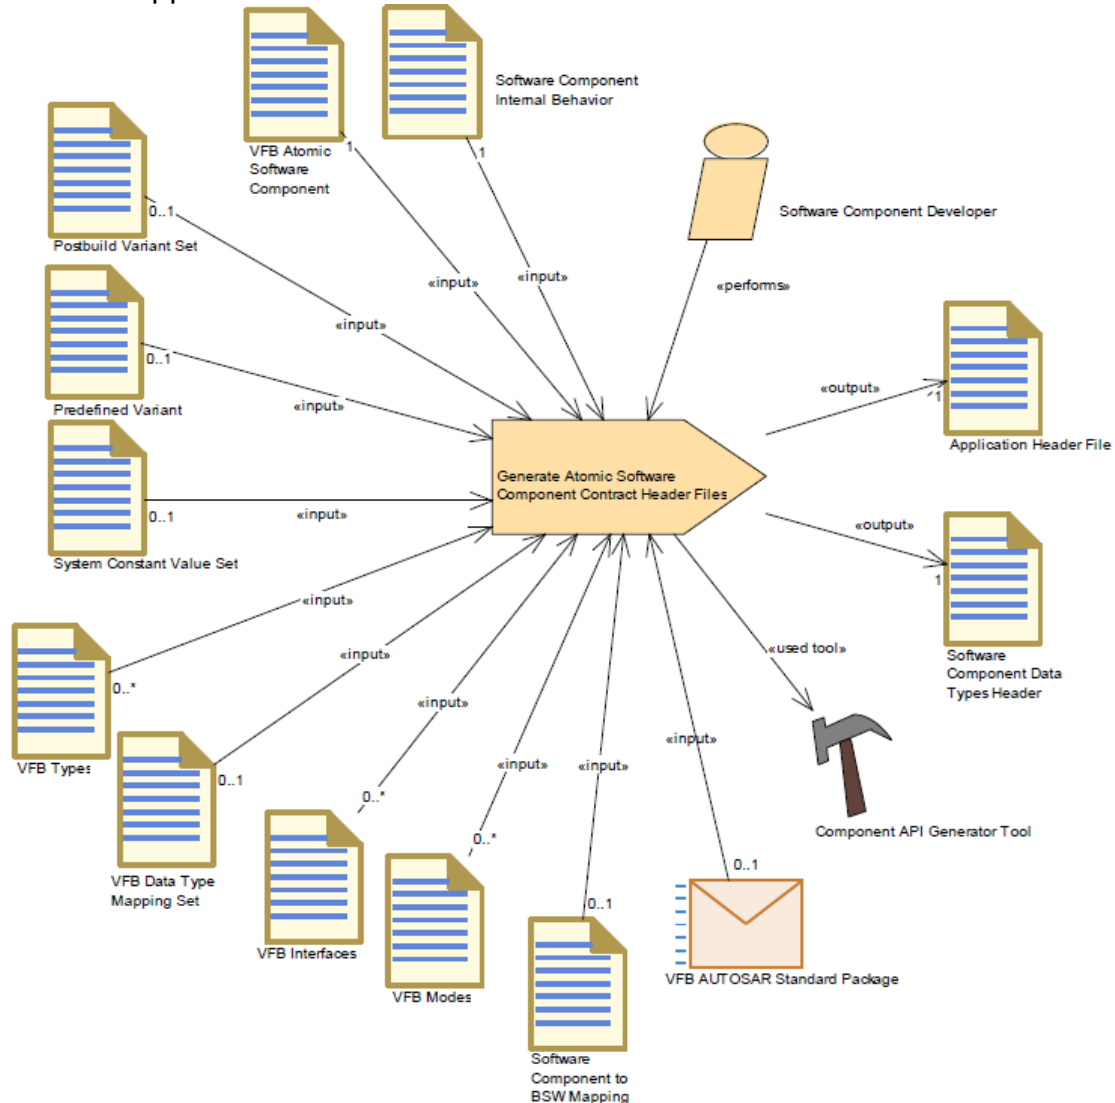 Software Component
Internal Behavior
VFB Atomic
Software
Component
1
1
Software Component Developer
0..1
Postbuild Variant Set
«input»
«input»
«performs»
«input»
0..1
Predefined Variant
«input»
«output»
1
Application Header File
Generate Atomic Software
Component Contract Header Files
0..1
«input»
System Constant Value Set
«output»
1
«input»
«input»
«used tool»
Software
Component Data
Types Header
0..*
VFB Types
«input»
«input»
«input»
«input»
0..1
VFB Data Type
Mapping Set
0..*
0..*
Component API Generator Tool
0..1
VFB Interfaces
0..1
VFB Modes
VFB AUTOSAR Standard Package
Software
Component to
BSW Mapping